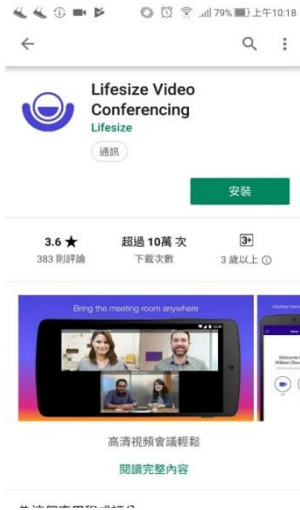 79% 上午10:18
Lifesize Video
Conferencing
Lifesize
通訊
安裝
3.6 ★
383 則評論
超過 10萬 次
下載次數
3+
3 歲以上
Bring the meeting room anywhere
高清視頻會議輕鬆
閱讀完整內容